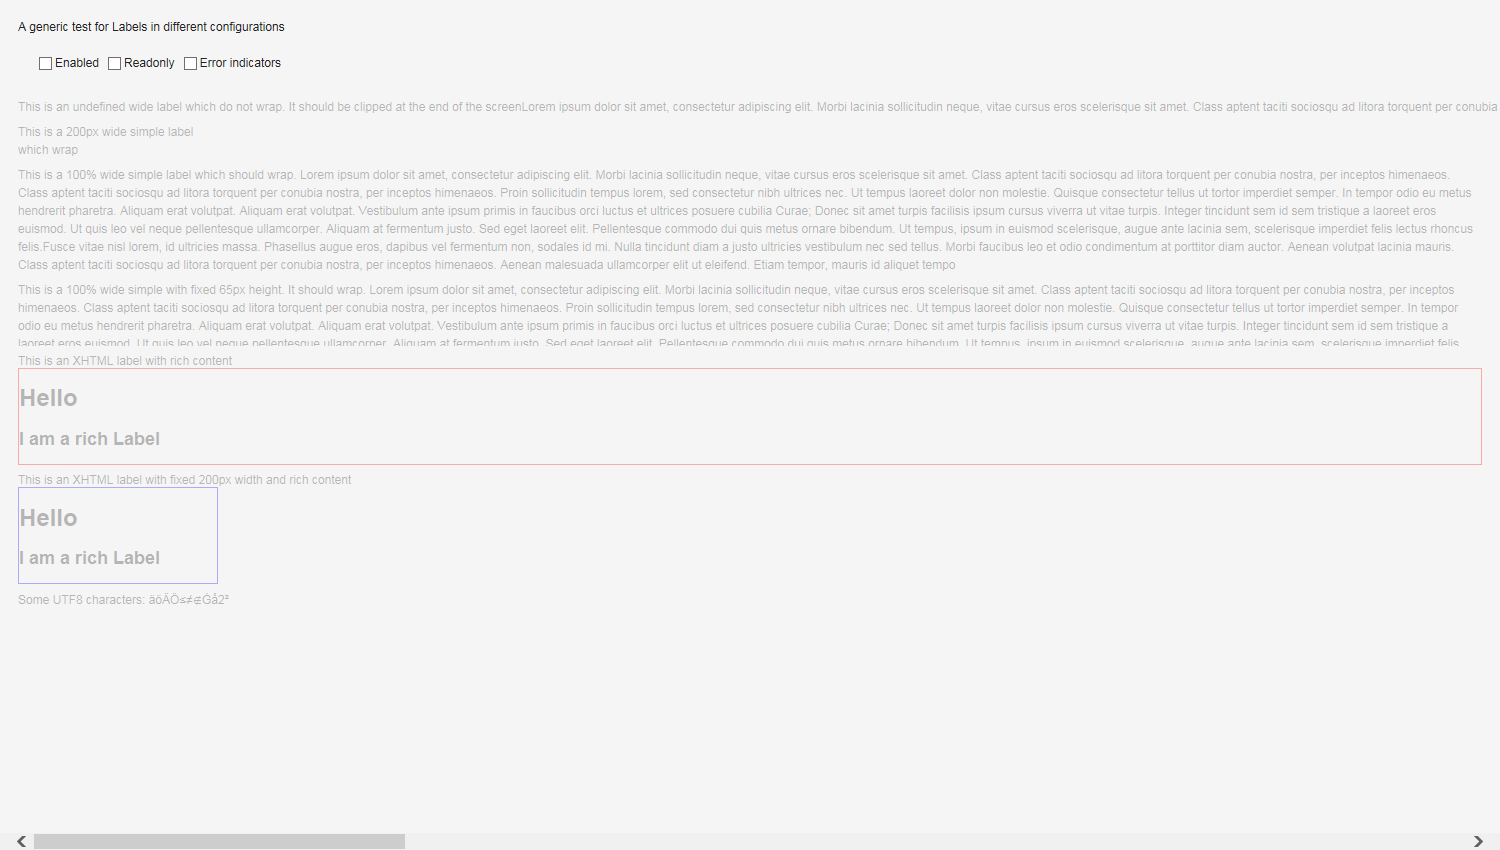 A generic test for Labels in different configurations
Enabled Readonly Error indicators
This is an undefined wide label which do not wrap. It should be clipped at the end of the screenLorem ipsum dolor sit amet, consectetur adipiscing elit. Morbi lacinia sollicitudin neque, vitae cursus eros scelerisque sit amet. Class aptent taciti sociosqu ad litora torquent per conubia
This is a 200px wide simple label
which wrap
This is a 100% wide simple label which should wrap. Lorem ipsum dolor sit amet, consectetur adipiscing elit. Morbi lacinia sollicitudin neque, vitae cursus eros scelerisque sit amet. Class aptent taciti sociosqu ad litora torquent per conubia nostra, per inceptos himenaeos.
Class aptent taciti sociosqu ad litora torquent per conubia nostra, per inceptos himenaeos. Proin sollicitudin tempus lorem, sed consectetur nibh ultrices nec. Ut tempus laoreet dolor non molestie. Quisque consectetur tellus ut tortor imperdiet semper. In tempor odio eu metus
hendrerit pharetra. Aliquam erat volutpat. Aliquam erat volutpat. Vestibulum ante ipsum primis in faucibus orci luctus et ultrices posuere cubilia Curae; Donec sit amet turpis facilisis ipsum cursus viverra ut vitae turpis. Integer tincidunt sem id sem tristique a laoreet eros
euismod. Ut quis leo vel neque pellentesque ullamcorper. Aliquam at fermentum justo. Sed eget laoreet elit. Pellentesque commodo dui quis metus ornare bibendum. Ut tempus, ipsum in euismod scelerisque, augue ante lacinia sem, scelerisque imperdiet felis lectus rhoncus
felis.Fusce vitae nisl lorem, id ultricies massa. Phasellus augue eros, dapibus vel fermentum non, sodales id mi. Nulla tincidunt diam a justo ultricies vestibulum nec sed tellus. Morbi faucibus leo et odio condimentum at porttitor diam auctor. Aenean volutpat lacinia mauris.
Class aptent taciti sociosqu ad litora torquent per conubia nostra, per inceptos himenaeos. Aenean malesuada ullamcorper elit ut eleifend. Etiam tempor, mauris id aliquet tempo
This is a 100% wide simple with fixed 65px height. It should wrap. Lorem ipsum dolor sit amet, consectetur adipiscing elit. Morbi lacinia sollicitudin neque, vitae cursus eros scelerisque sit amet. Class aptent taciti sociosqu ad litora torquent per conubia nostra, per inceptos
himenaeos. Class aptent taciti sociosqu ad litora torquent per conubia nostra, per inceptos himenaeos. Proin sollicitudin tempus lorem, sed consectetur nibh ultrices nec. Ut tempus laoreet dolor non molestie. Quisque consectetur tellus ut tortor imperdiet semper. In tempor
odio eu metus hendrerit pharetra. Aliquam erat volutpat. Aliquam erat volutpat. Vestibulum ante ipsum primis in faucibus orci luctus et ultrices posuere cubilia Curae; Donec sit amet turpis facilisis ipsum cursus viverra ut vitae turpis. Integer tincidunt sem id sem tristique a
laoreet eros euismod. Ut quis leo vel neque pellentesque ullamcorper. Aliquam at fermentum justo. Sed eget laoreet elit. Pellentesque commodo dui quis metus ornare bibendum. Ut tempus, ipsum in euismod scelerisque, augue ante lacinia sem, scelerisque imperdiet felis
This is an XHTML label with rich content
Hello
I am a rich Label
This is an XHTML label with fixed 200px width and rich content
Hello
I am a rich Label
Some UTF8 characters: äöÄÖ≤≠∉Ġå2²